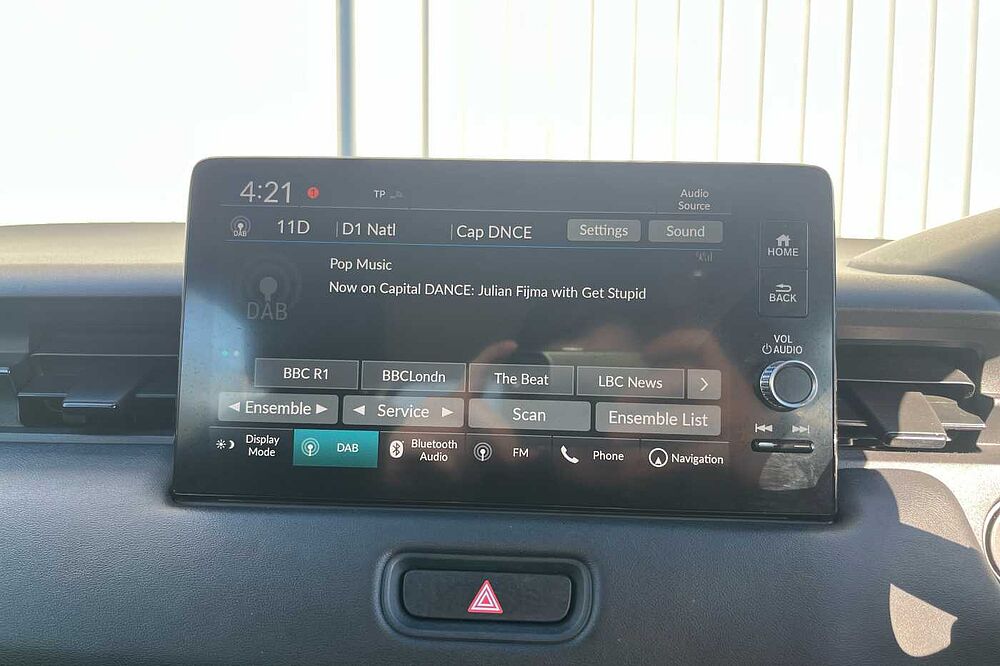 4:21 TP Audio Source
DAB 11D D1 Natl Cap DNCE Settings Sound
HOME
Pop Music
DAB
Now on Capital DANCE: Julian Fijma with Get Stupid
BACK
VOL
AUDIO
BBC R1 BBCLondn The Beat LBC News
Ensemble Service Scan Ensemble List
Display Mode DAB Bluetooth Audio FM Phone Navigation